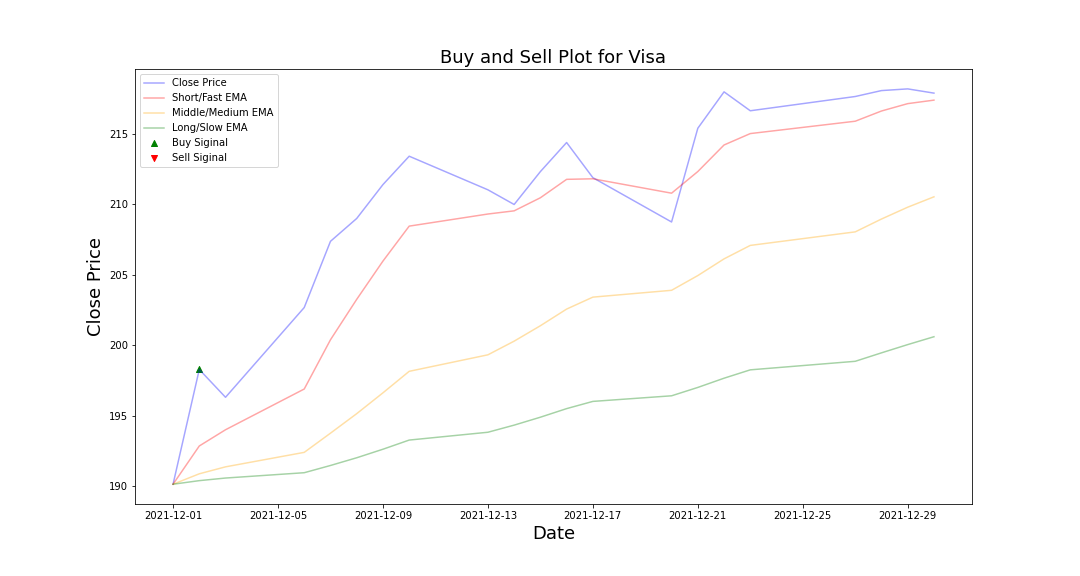 Buy and Sell Plot for Visa
Close Price
Short/Fast EMA
Middle/Medium EMA
Long/Slow EMA
Buy Siginal
Sell Siginal
215
210
205
200
195
190
Close Price
2021-12-01 2021-12-05 2021-12-09 2021-12-13 2021-12-17 2021-12-21 2021-12-25 2021-12-29
Date